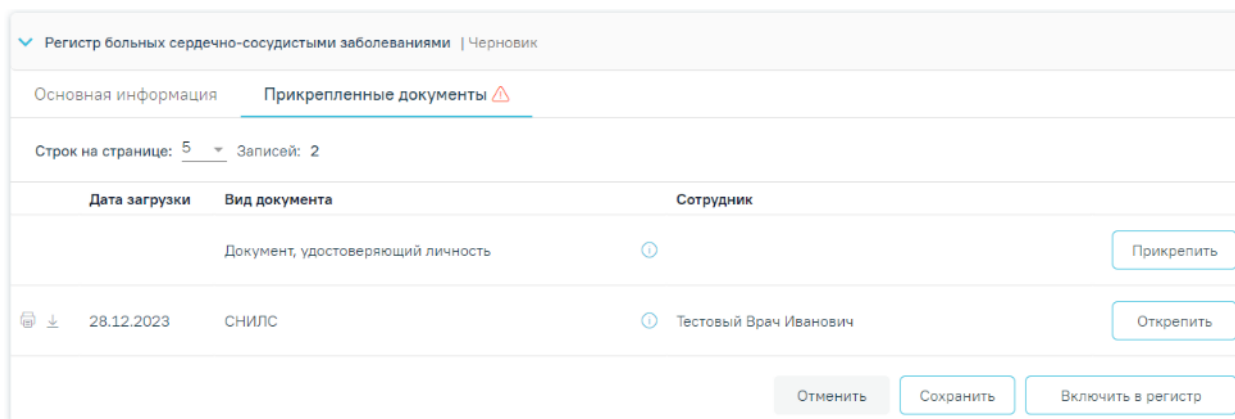 Регистр больных сердечно-сосудистыми заболеваниями | Черновик
Основная информация Прикрепленные документы
Строк на странице: 5 Записей: 2
Дата загрузки Вид документа Сотрудник
Документ, удостоверяющий личность Прикрепить
28.12.2023 СНИЛС Тестовый Врач Иванович Открепить
Отменить Сохранить Включить в регистр